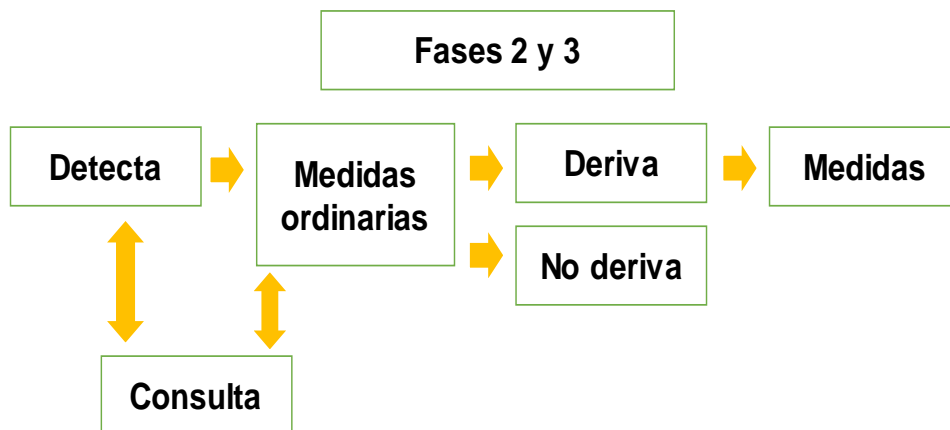 Fases 2 y 3
Detecta
Medidas
ordinarias
Deriva
Medidas
No deriva
Consulta